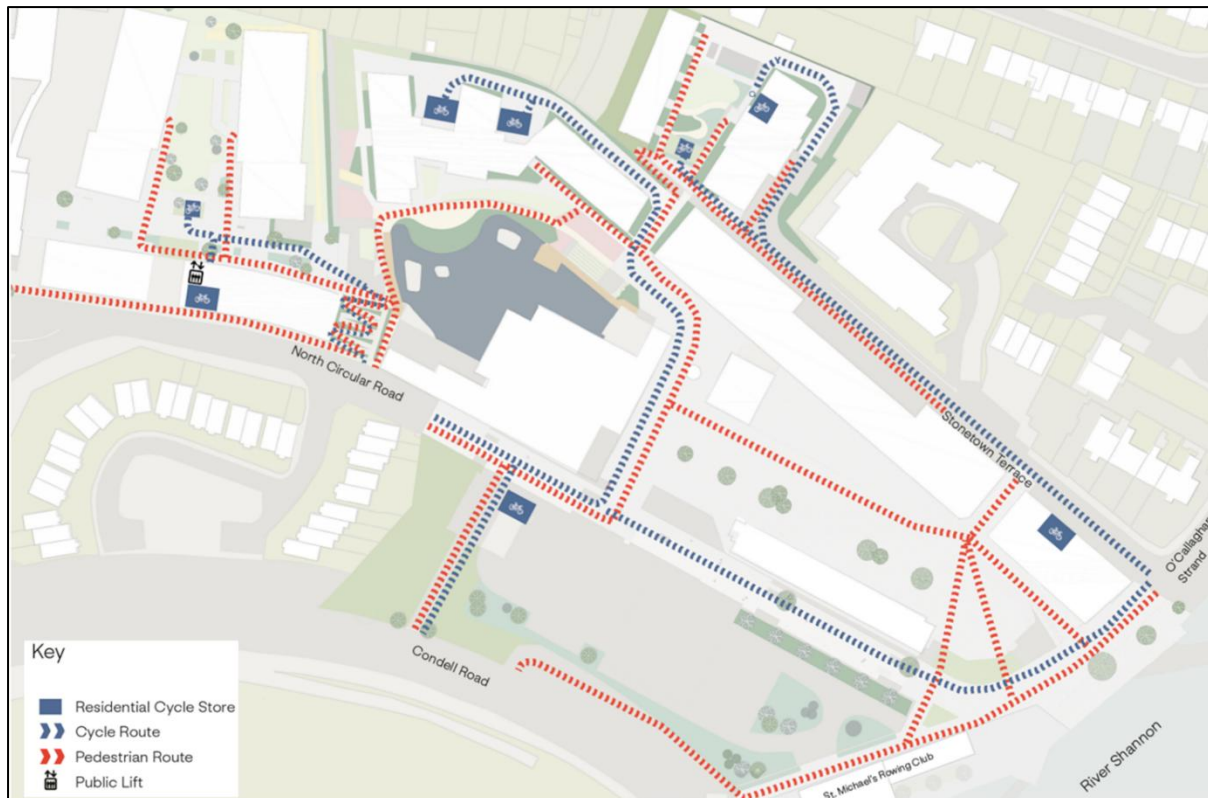 North Circular Road
Stonetown Terrace
O'Callaghan
Strand
Condell Road
St. Michael's Rowing Club
River Shannon
Key
Residential Cycle Store
Cycle Route
Pedestrian Route
Public Lift